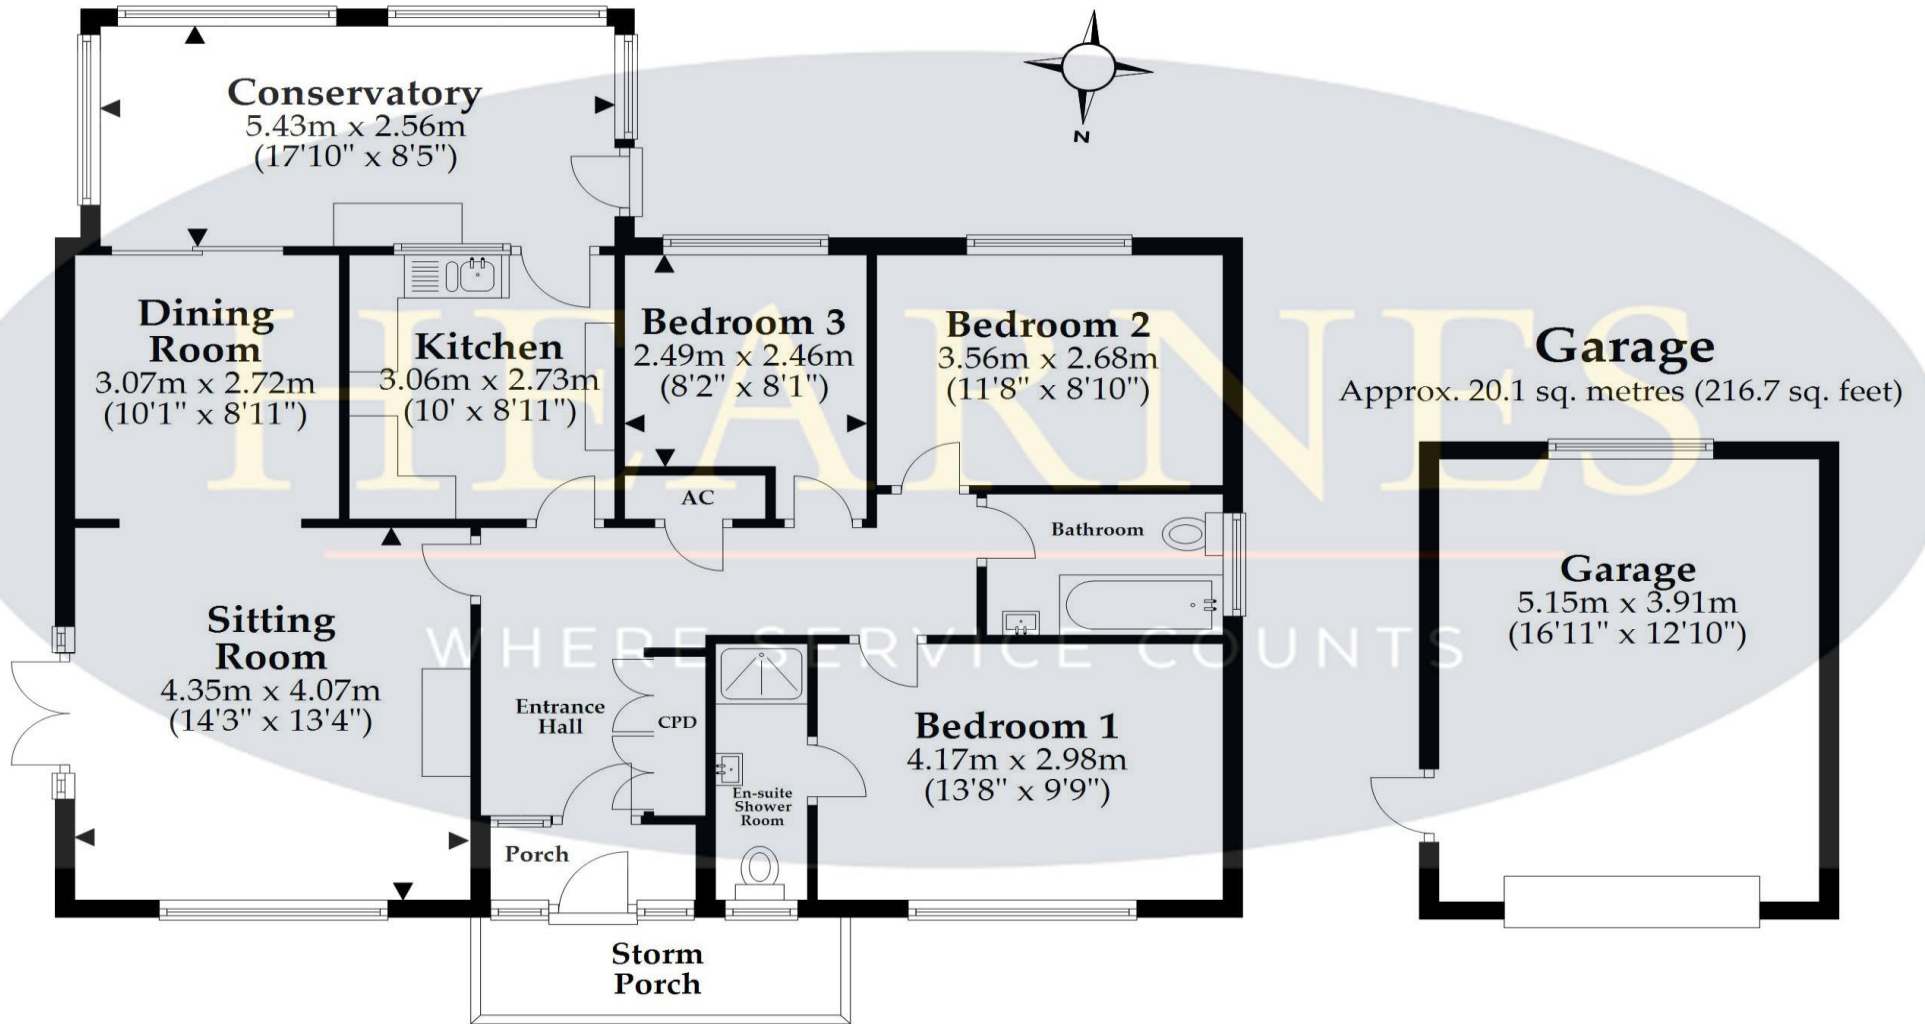 Conservatory
5.43m x 2.56m
(17'10" x 8'5")
N
Dining
Room
3.07m x 2.72m
(10'1" x 8'11")
Kitchen
3.06m x 2.73m
(10' x 8'11")
Bedroom 3
2.49m x 2.46m
(8'2" x 8'1")
Bedroom 2
3.56m x 2.68m
(11'8" x 8'10")
Garage
Approx. 20.1 sq. metres (216.7 sq. feet)
HEARNES
AC
Bathroom
Garage
5.15m x 3.91m
(16'11" x 12'10")
WHERE SERVICE COUNTS
Sitting
Room
4.35m x 4.07m
(14'3" x 13'4")
Entrance
Hall
CPD
Bedroom 1
4.17m x 2.98m
(13'8" x 9'9")
En-suite
Shower
Room
Porch
Storm
Porch